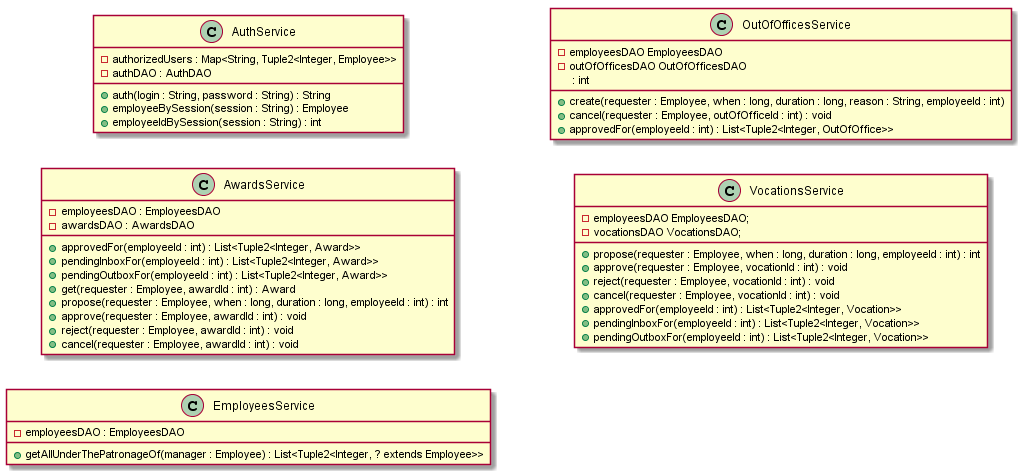 C AuthService
authorizedUsers : Map<String, Tuple2<Integer, Employee>>
authDAO : AuthDAO
auth(login : String, password : String) : String
employeeBySession(session : String) : Employee
employeeIdBySession(session : String) : int
C OutOfOfficesService
employeesDAO EmployeesDAO
outOfOfficesDAO OutOfOfficesDAO
: int
create(requester : Employee, when : long, duration : long, reason : String, employeeId : int)
cancel(requester : Employee, outOfOfficeId : int) : void
approvedFor(employeeId : int) : List<Tuple2<Integer, OutOfOffice>>
C AwardsService
employeesDAO : EmployeesDAO
awardsDAO : AwardsDAO
approvedFor(employeeId : int) : List<Tuple2<Integer, Award>>
pendingInboxFor(employeeId : int) : List<Tuple2<Integer, Award>>
pendingOutboxFor(employeeId : int) : List<Tuple2<Integer, Award>>
get(requester : Employee, awardId : int) : Award
propose(requester : Employee, when : long, duration : long, employeeId : int) : int
approve(requester : Employee, awardId : int) : void
reject(requester : Employee, awardId : int) : void
cancel(requester : Employee, awardId : int) : void
C VocationsService
employeesDAO EmployeesDAO;
vocationsDAO VocationsDAO;
propose(requester : Employee, when : long, duration : long, employeeId : int) : int
approve(requester : Employee, vocationId : int) : void
reject(requester : Employee, vocationId : int) : void
cancel(requester : Employee, vocationId : int) : void
approvedFor(employeeId : int) : List<Tuple2<Integer, Vocation>>
pendingInboxFor(employeeId : int) : List<Tuple2<Integer, Vocation>>
pendingOutboxFor(employeeId : int) : List<Tuple2<Integer, Vocation>>
C EmployeesService
employeesDAO : EmployeesDAO
getAllUnderThePatronageOf(manager : Employee) : List<Tuple2<Integer, ? extends Employee>>